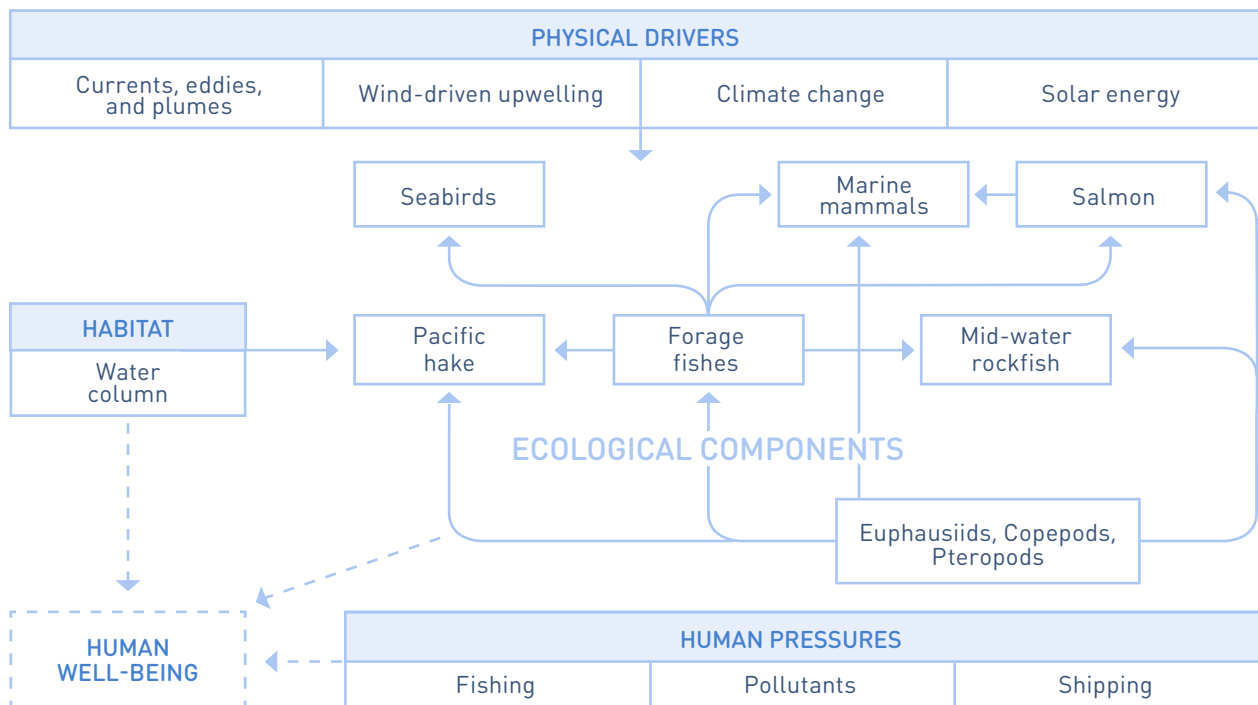 PHYSICAL DRIVERS
Currents, eddies,
and plumes
Wind-driven upwelling
Climate change
Solar energy
Seabirds
Marine
mammals
Salmon
HABITAT
Water
column
Pacific
hake
Forage
fishes
Mid-water
rockfish
ECOLOGICAL COMPONENTS
Euphausiids, Copepods,
Pteropods
HUMAN
WELL-BEING
HUMAN PRESSURES
Fishing
Pollutants
Shipping